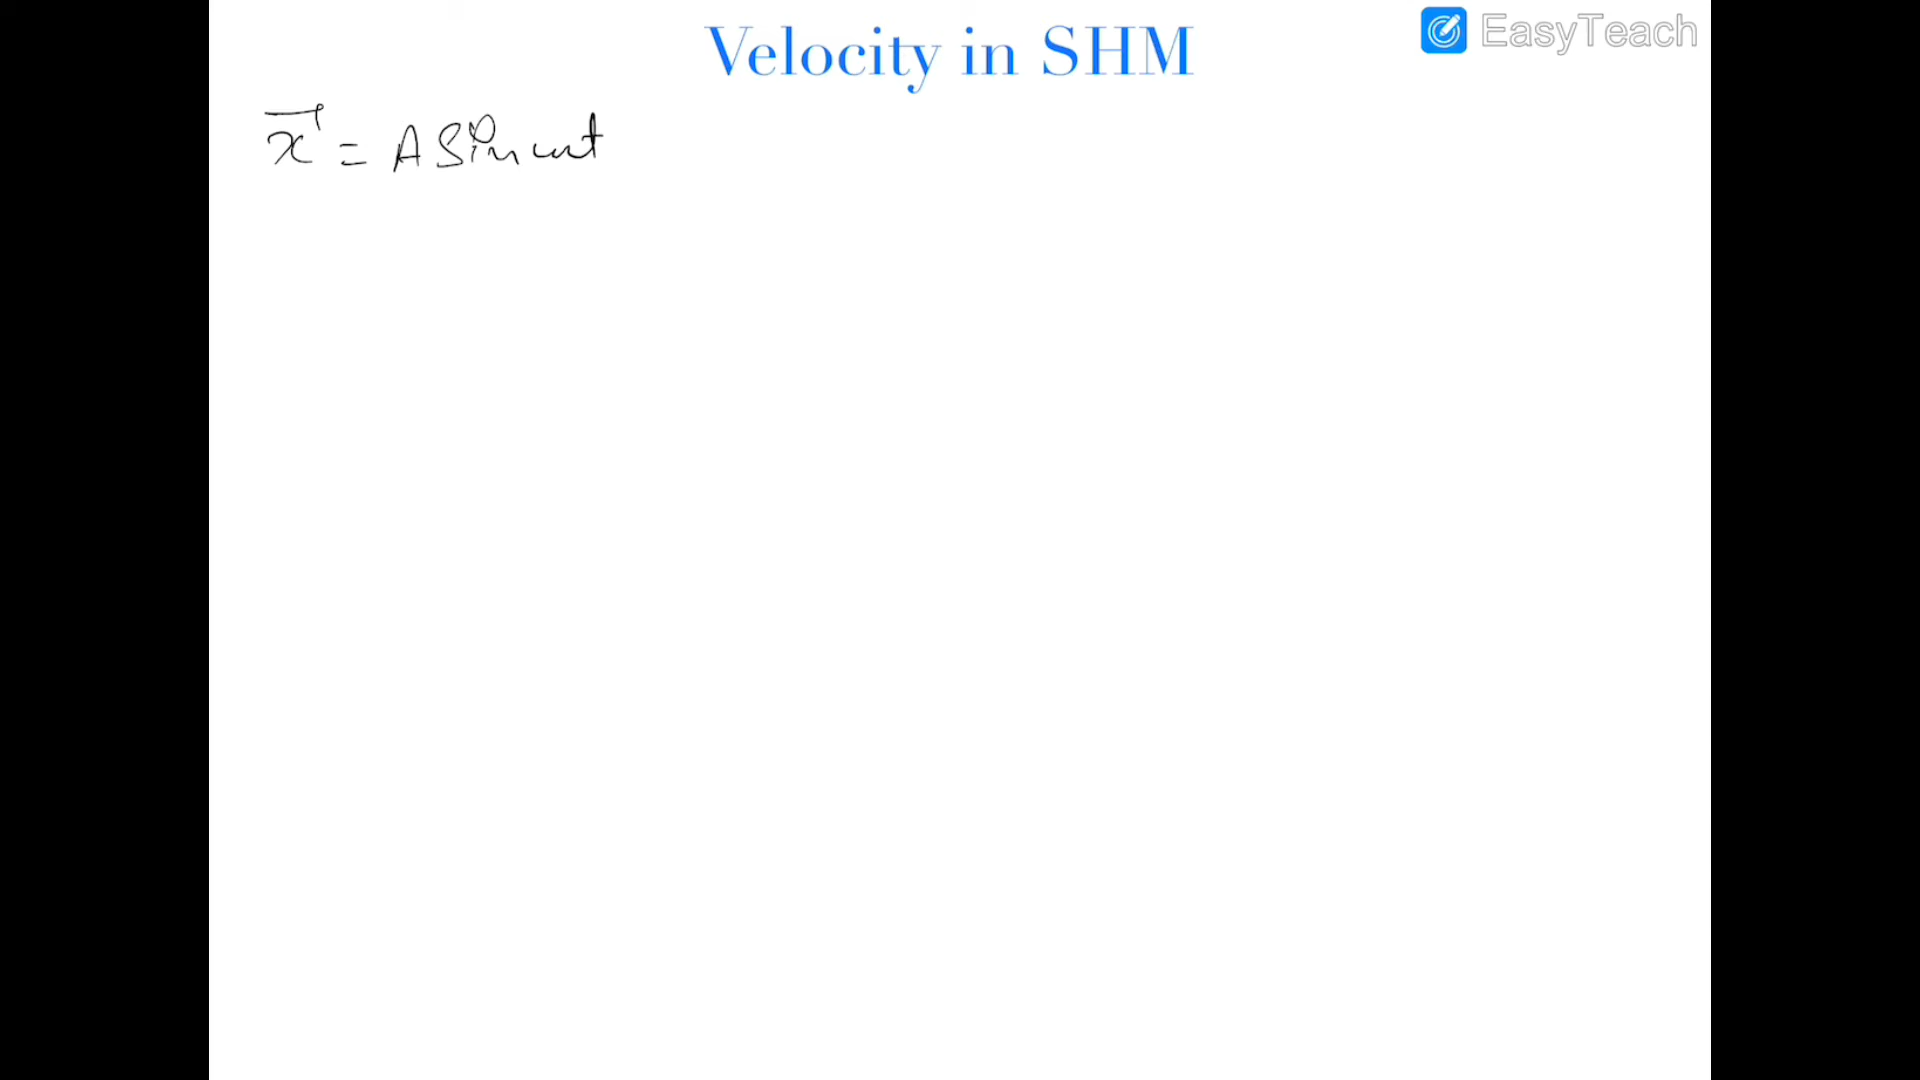 Velocity in SHM
EasyTeach
x⃗ = A Sin ωt